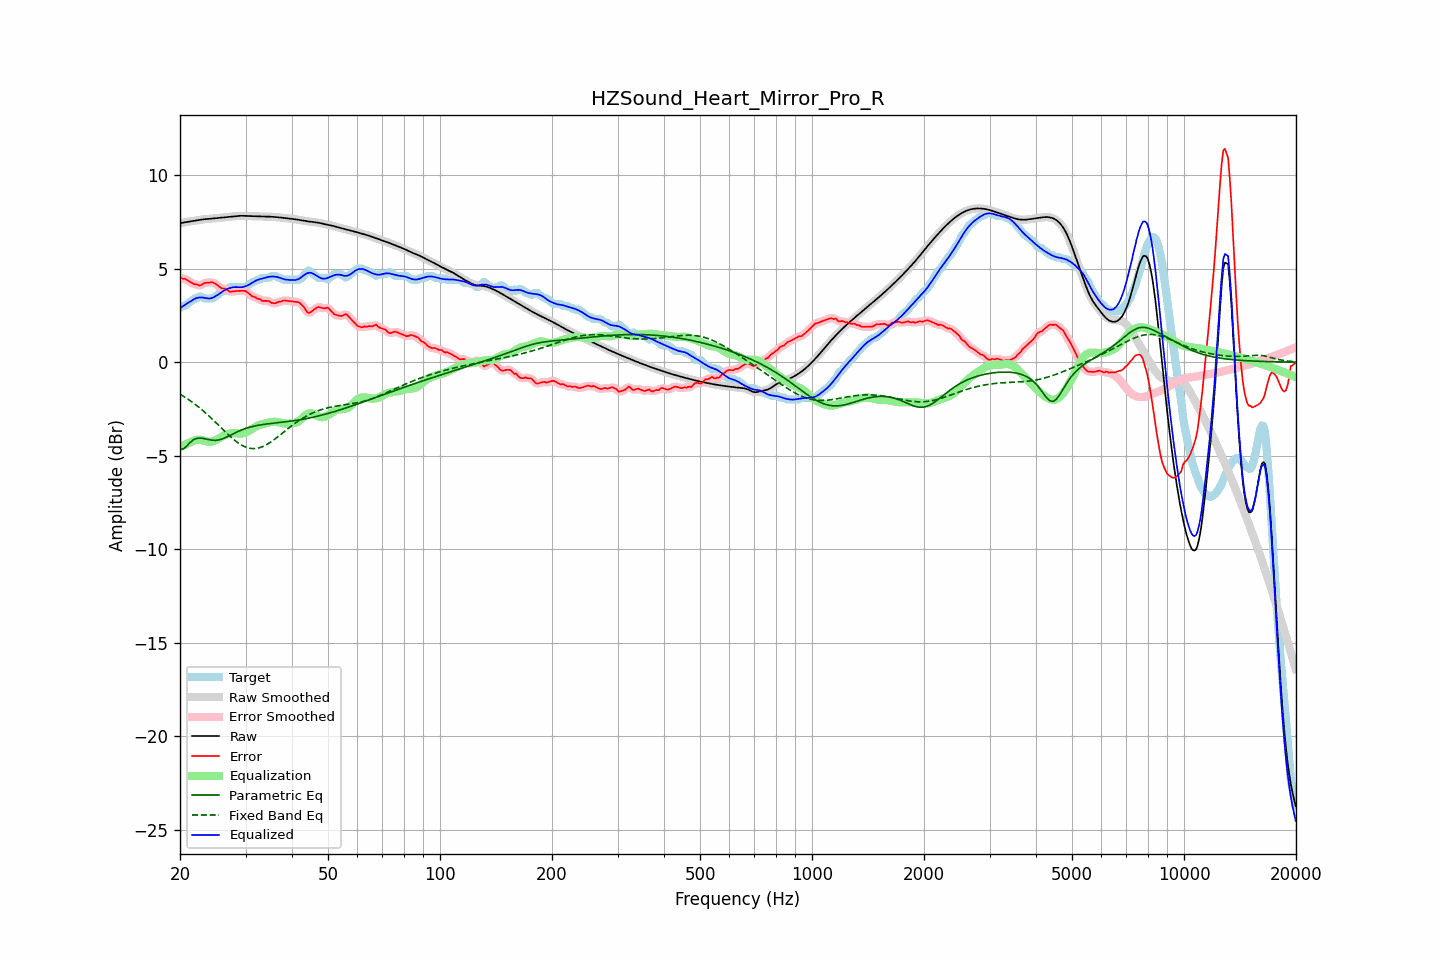 HZSound_Heart_Mirror_Pro_R
Amplitude (dBr)
10
5
0
−5
−10
−15
−20
−25
Target
Raw Smoothed
Error Smoothed
Raw
Error
Equalization
Parametric Eq
Fixed Band Eq
Equalized
20 50 100 200 500 1000 2000 5000 10000 20000
Frequency (Hz)